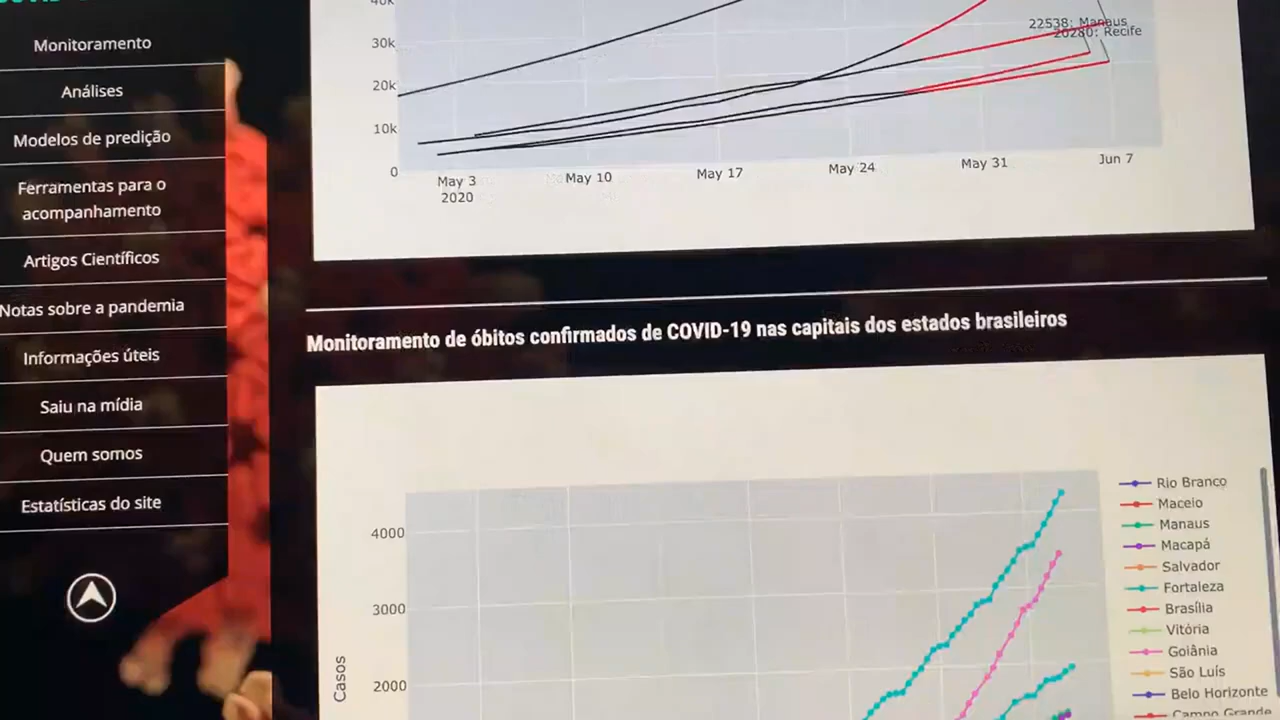 Monitoramento
Análises
Modelos de predição
Ferramentas para o
acompanhamento
Artigos Científicos
Notas sobre a pandemia
Informações úteis
Saiu na mídia
Quem somos
Estatísticas do site
40k
30k
20k
10k
0
May 3
2020
May 10
May 17
May 24
May 31
Jun 7
22538: Manaus
20280: Recife
Monitoramento de óbitos confirmados de COVID-19 nas capitais dos estados brasileiros
4000
3000
2000
Casos
Rio Branco
Maceio
Manaus
Macapá
Salvador
Fortaleza
Brasília
Vitória
Goiânia
São Luís
Belo Horizonte
Campo Grande